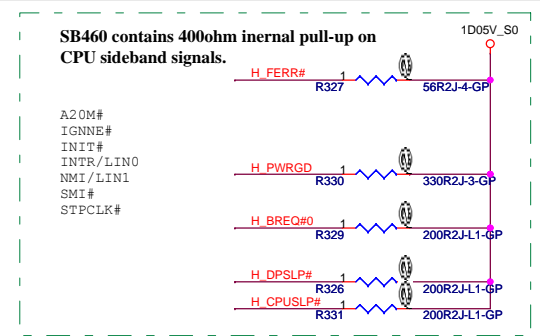 SB460 contains 400ohm inernal pull-up on
CPU sideband signals.
1D05V_S0
H_FERR#
1
R327
56R2J-4-GP
A20M#
IGNNE#
INIT#
INTR/LIN0
NMI/LIN1
SMI#
STPCLK#
H_PWRGD
1
R330
330R2J-3-GP
H_BREQ#0
1
R329
200R2J-L1-GP
H_DPSLP#
1
R326
200R2J-L1-GP
H_CPUSLP#
1
R331
200R2J-L1-GP